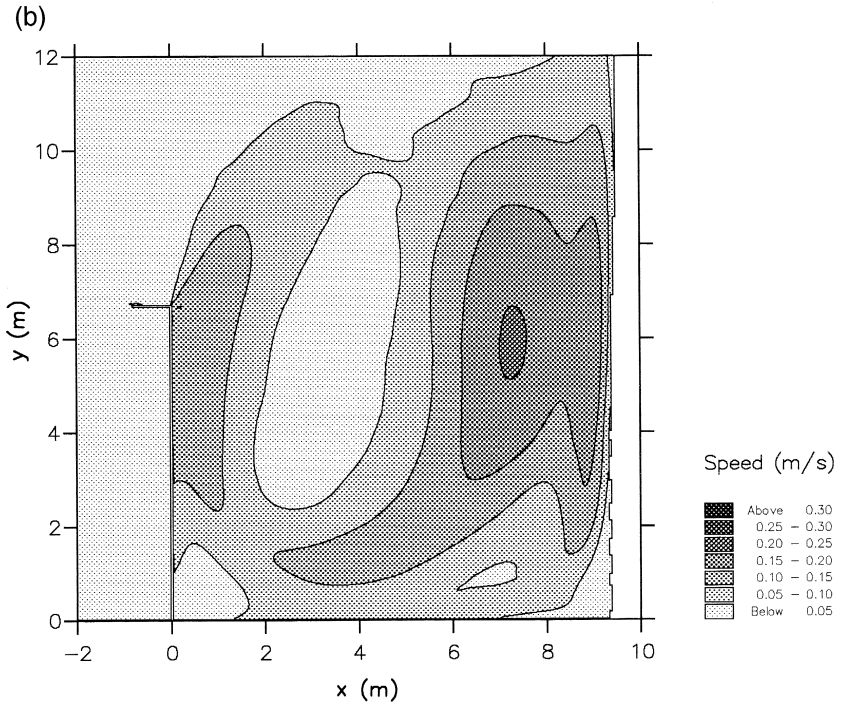 (b)
12
10
8
6
4
2
0
y (m)
−2 0 2 4 6 8 10
x (m)
Speed (m/s)
Above 0.30
0.25 − 0.30
0.20 − 0.25
0.15 − 0.20
0.10 − 0.15
0.05 − 0.10
Below 0.05